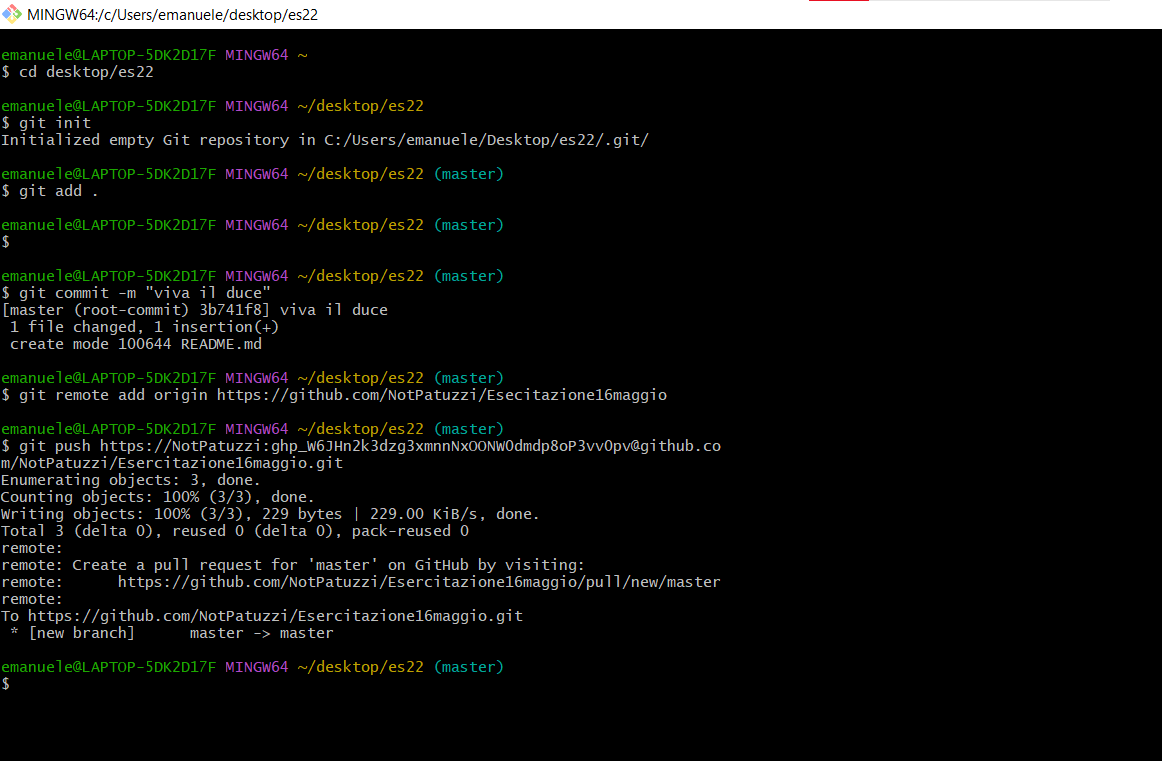 MINGW64:/c/Users/emanuele/desktop/es22
emanuele@LAPTOP-5DK2D17F MINGW64 ~
$ cd desktop/es22
emanuele@LAPTOP-5DK2D17F MINGW64 ~/desktop/es22
$ git init
Initialized empty Git repository in C:/Users/emanuele/Desktop/es22/.git/
emanuele@LAPTOP-5DK2D17F MINGW64 ~/desktop/es22 (master)
$ git add .
emanuele@LAPTOP-5DK2D17F MINGW64 ~/desktop/es22 (master)
$
emanuele@LAPTOP-5DK2D17F MINGW64 ~/desktop/es22 (master)
$ git commit -m "viva il duce"
[master (root-commit) 3b741f8] viva il duce
 1 file changed, 1 insertion(+)
 create mode 100644 README.md
emanuele@LAPTOP-5DK2D17F MINGW64 ~/desktop/es22 (master)
$ git remote add origin https://github.com/NotPatuzzi/Esecitazione16maggio
emanuele@LAPTOP-5DK2D17F MINGW64 ~/desktop/es22 (master)
$ git push https://NotPatuzzi: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@github.co
m/NotPatuzzi/Esercitazione16maggio.git
Enumerating objects: 3, done.
Counting objects: 100% (3/3), done.
Writing objects: 100% (3/3), 229 bytes | 229.00 KiB/s, done.
Total 3 (delta 0), reused 0 (delta 0), pack-reused 0
remote:
remote: Create a pull request for 'master' on GitHub by visiting:
remote:      https://github.com/NotPatuzzi/Esercitazione16maggio/pull/new/master
remote:
To https://github.com/NotPatuzzi/Esercitazione16maggio.git
 * [new branch]      master -> master
emanuele@LAPTOP-5DK2D17F MINGW64 ~/desktop/es22 (master)
$